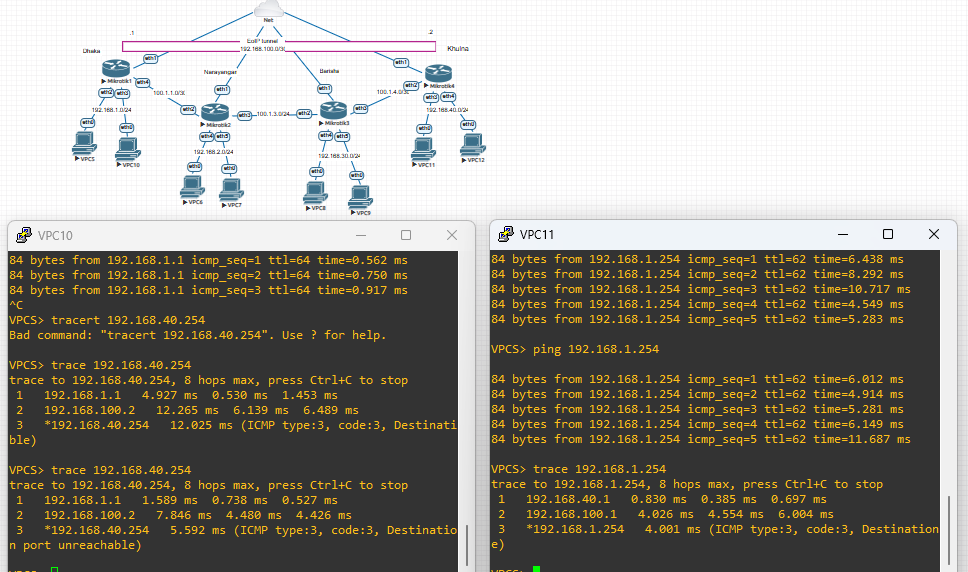 Net
.1
EoIP tunnel
.2
192.168.100.0/30
Dhaka
Khulna
eth1
eth1
Narayangar
Barisha
Mikrotik1
eth4
eth1
eth1
eth2
Mikrotik4
eth2
eth3
100.1.1.0/30
100.1.4.0/30
eth3
eth4
192.168.1.0/24
eth2
eth3
100.1.3.0/24
eth2
eth3
192.168.40.0/24
eth0
eth0
Mikrotik2
Mikrotik3
eth0
eth0
eth4
eth5
eth4
eth5
VPC5
VPC10
192.168.2.0/24
192.168.30.0/24
VPC11
VPC12
eth0
eth0
eth0
eth0
VPC6
VPC7
VPC8
VPC9
VPC10
84 bytes from 192.168.1.1 icmp_seq=1 ttl=64 time=0.562 ms
84 bytes from 192.168.1.1 icmp_seq=2 ttl=64 time=0.750 ms
84 bytes from 192.168.1.1 icmp_seq=3 ttl=64 time=0.917 ms
^C
VPCS> tracert 192.168.40.254
Bad command: "tracert 192.168.40.254". Use ? for help.
VPCS> trace 192.168.40.254
trace to 192.168.40.254, 8 hops max, press Ctrl+C to stop
1 192.168.1.1 4.927 ms 0.530 ms 1.453 ms
2 192.168.100.2 12.265 ms 6.139 ms 6.489 ms
3 *192.168.40.254 12.025 ms (ICMP type:3, code:3, Destinati
ble)
VPCS> trace 192.168.40.254
trace to 192.168.40.254, 8 hops max, press Ctrl+C to stop
1 192.168.1.1 1.589 ms 0.738 ms 0.527 ms
2 192.168.100.2 7.846 ms 4.480 ms 4.426 ms
3 *192.168.40.254 5.592 ms (ICMP type:3, code:3, Destinatio
n port unreachable)
VPC11
84 bytes from 192.168.1.254 icmp_seq=1 ttl=62 time=6.438 ms
84 bytes from 192.168.1.254 icmp_seq=2 ttl=62 time=8.292 ms
84 bytes from 192.168.1.254 icmp_seq=3 ttl=62 time=10.717 ms
84 bytes from 192.168.1.254 icmp_seq=4 ttl=62 time=4.549 ms
84 bytes from 192.168.1.254 icmp_seq=5 ttl=62 time=5.283 ms
VPCS> ping 192.168.1.254
84 bytes from 192.168.1.254 icmp_seq=1 ttl=62 time=6.012 ms
84 bytes from 192.168.1.254 icmp_seq=2 ttl=62 time=4.914 ms
84 bytes from 192.168.1.254 icmp_seq=3 ttl=62 time=5.281 ms
84 bytes from 192.168.1.254 icmp_seq=4 ttl=62 time=6.149 ms
84 bytes from 192.168.1.254 icmp_seq=5 ttl=62 time=11.687 ms
VPCS> trace 192.168.1.254
trace to 192.168.1.254, 8 hops max, press Ctrl+C to stop
1 192.168.40.1 0.830 ms 0.385 ms 0.697 ms
2 192.168.100.1 4.026 ms 4.554 ms 6.004 ms
3 *192.168.1.254 4.001 ms (ICMP type:3, code:3, Destination
e)